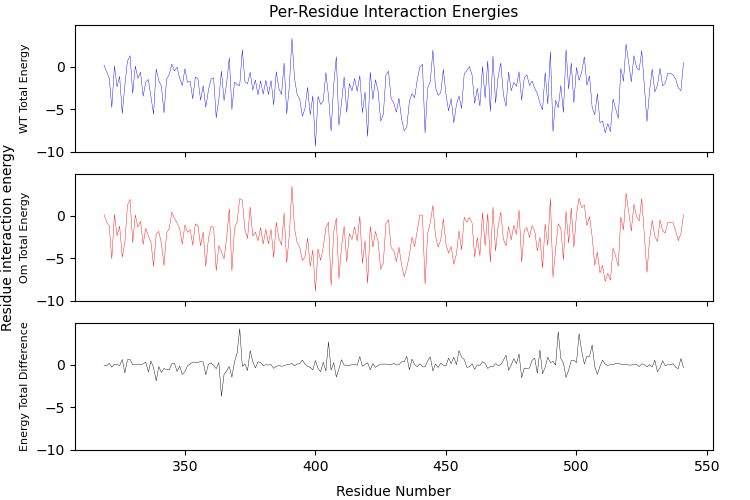 Per-Residue Interaction Energies
Residue interaction energy
WT Total Energy
0
−5
−10
Om Total Energy
0
−5
−10
Energy Total Difference
0
−5
−10
350 400 450 500 550
Residue Number